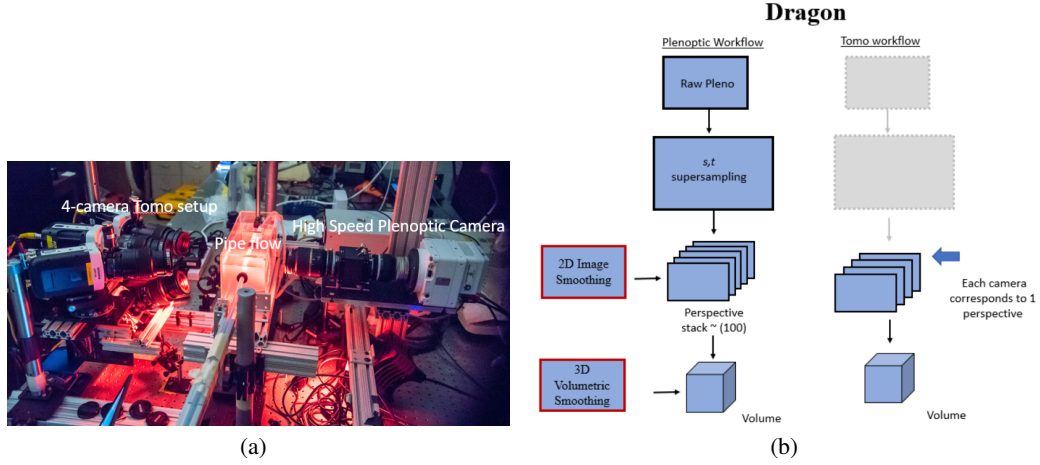 4-camera Tomo setup
High Speed Plenoptic Camera
Pipe flow
(a)
Dragon
Plenoptic Workflow
Tomo workflow
Raw Pleno
s,t
supersampling
2D Image
Smoothing
Perspective
stack ~ (100)
Each camera
corresponds to 1
perspective
3D
Volumetric
Smoothing
Volume
Volume
(b)